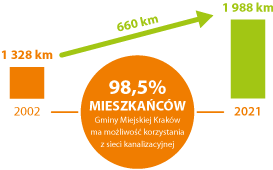 1 988 km
660 km
1 328 km
98,5%
MIESZKAŃCÓW
Gminy Miejskiej Kraków
ma możliwość korzystania
z sieci kanalizacyjnej
2002
2021